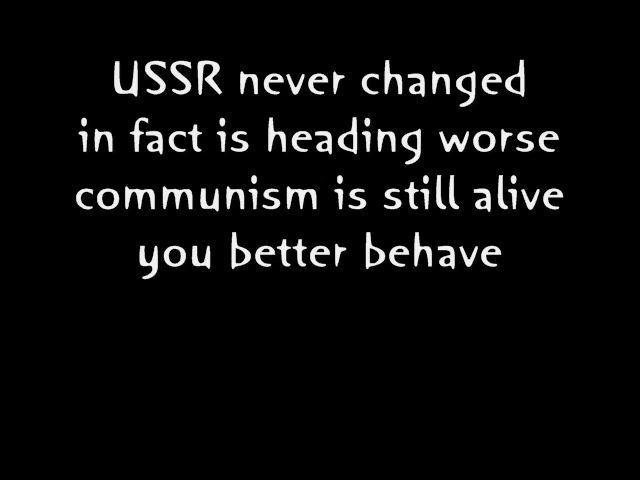 USSR never changed
in fact is heading worse
communism is still alive
you better behave